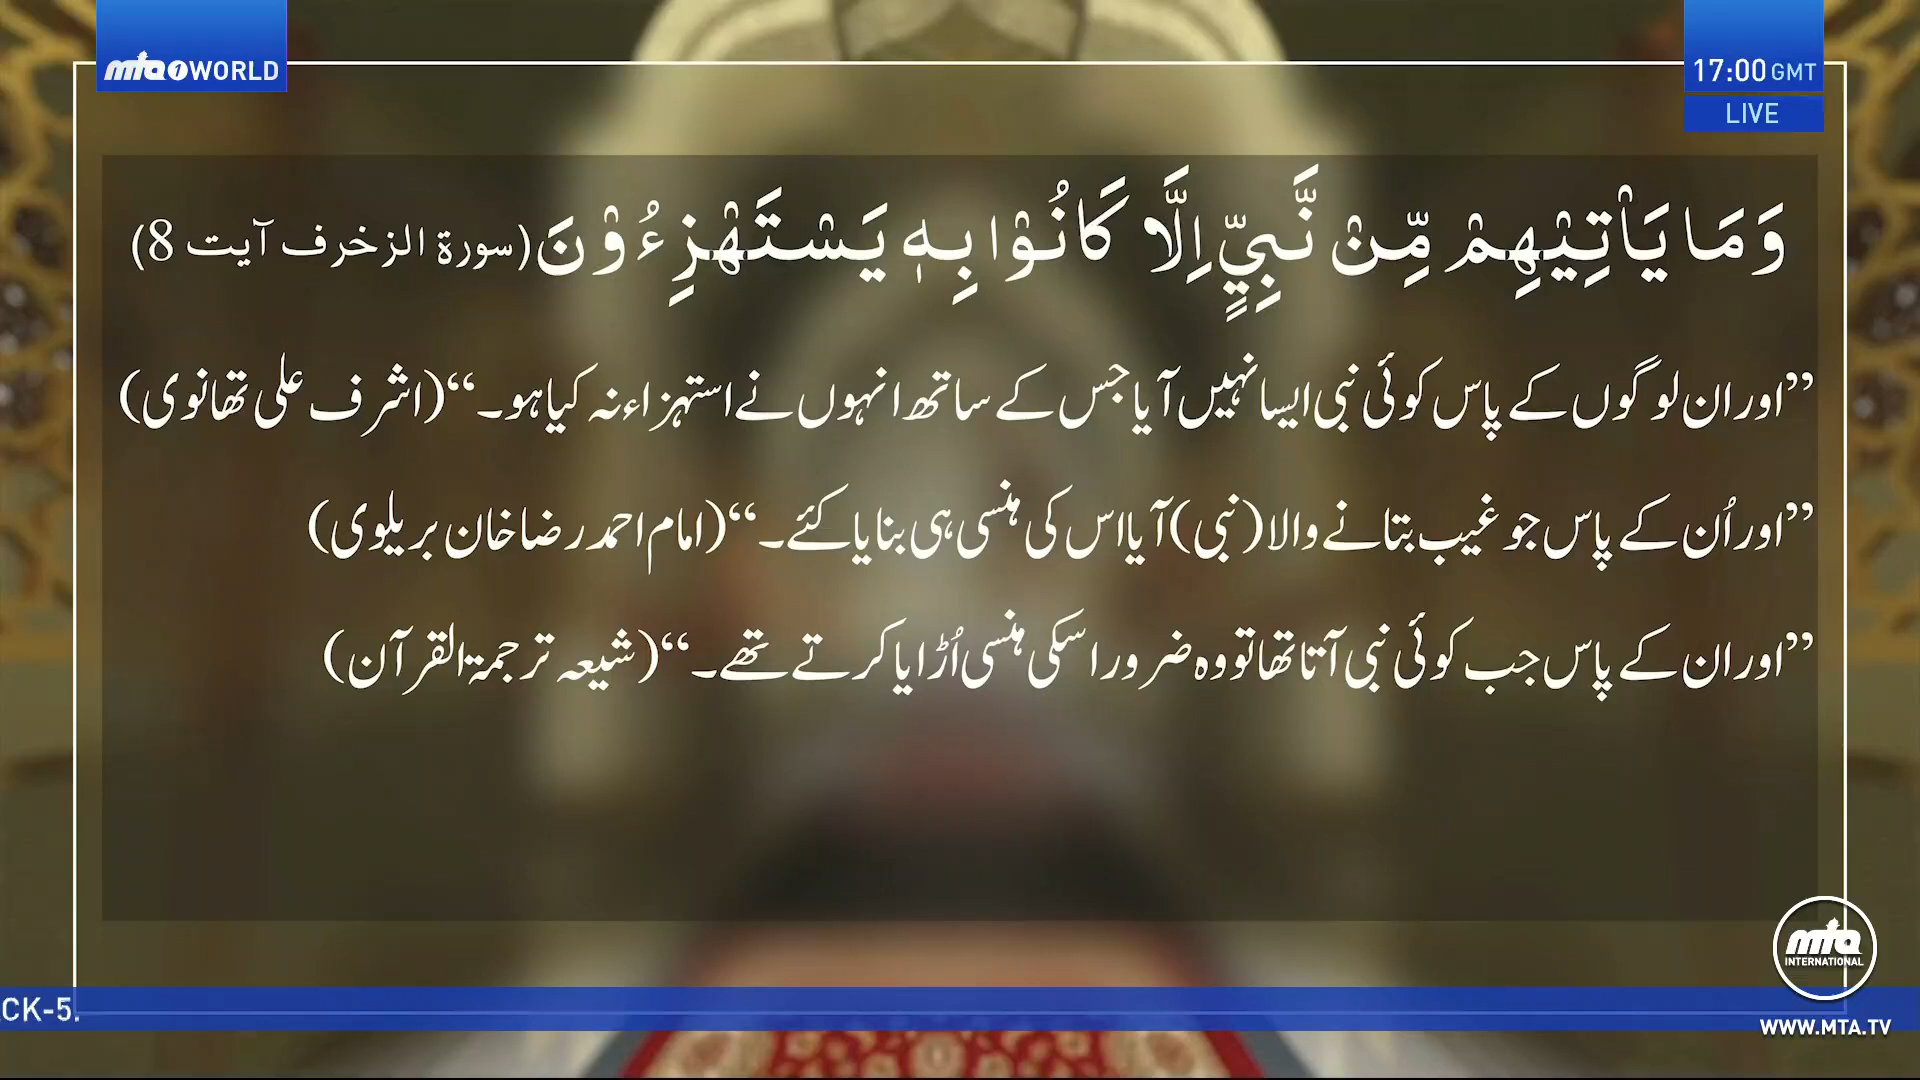 mta1WORLD
17:00 GMT
LIVE
وَمَا يَاْتِيْهِمْ مِّنْ نَّبِيٍّ اِلَّا كَانُوْا بِهٖ يَسْتَهْزِءُوْنَ (سورۃ الزخرف آیت 8)
”اور ان لوگوں کے پاس کوئی نبی ایسا نہیں آیا جس کے ساتھ انہوں نے استہزاء نہ کیا ہو۔“ (اشرف علی تھانوی)
”اور اُن کے پاس جو غیب بتانے والا (نبی) آیا اس کی ہنسی ہی بنایا کئے۔“ (امام احمد رضا خان بریلوی)
”اور ان کے پاس جب کوئی نبی آتا تھا تو وہ ضرور اسکی ہنسی اُڑایا کرتے تھے۔“ (شیعہ ترجمۃ القرآن)
mta
INTERNATIONAL
CK-5.
WWW.MTA.TV